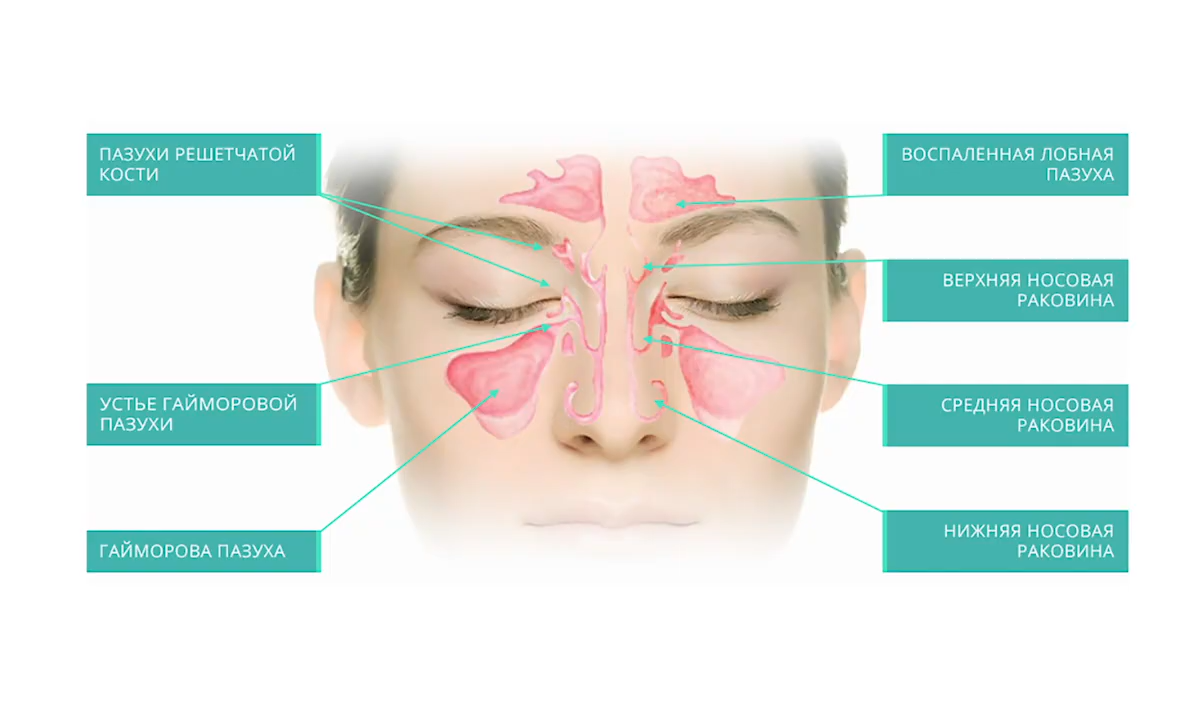 ПАЗУХИ РЕШЕТЧАТОЙ
КОСТИ
УСТЬЕ ГАЙМОРОВОЙ
ПАЗУХИ
ГАЙМОРОВА ПАЗУХА
ВОСПАЛЕННАЯ ЛОБНАЯ
ПАЗУХА
ВЕРХНЯЯ НОСОВАЯ
РАКОВИНА
СРЕДНЯЯ НОСОВАЯ
РАКОВИНА
НИЖНЯЯ НОСОВАЯ
РАКОВИНА